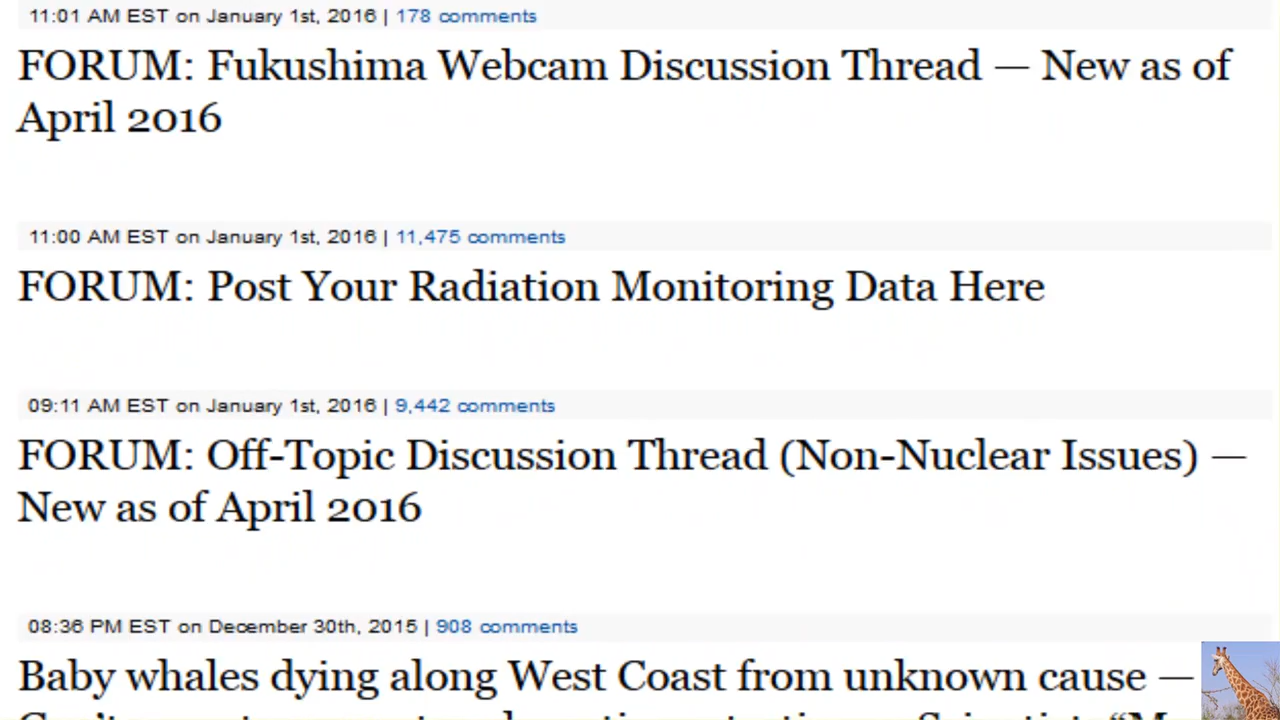 11:01 AM EST on January 1st, 2016 | 178 comments
FORUM: Fukushima Webcam Discussion Thread — New as of
April 2016
11:00 AM EST on January 1st, 2016 | 11,475 comments
FORUM: Post Your Radiation Monitoring Data Here
09:11 AM EST on January 1st, 2016 | 9,442 comments
FORUM: Off-Topic Discussion Thread (Non-Nuclear Issues) —
New as of April 2016
08:36 PM EST on December 30th, 2015 | 908 comments
Baby whales dying along West Coast from unknown cause —